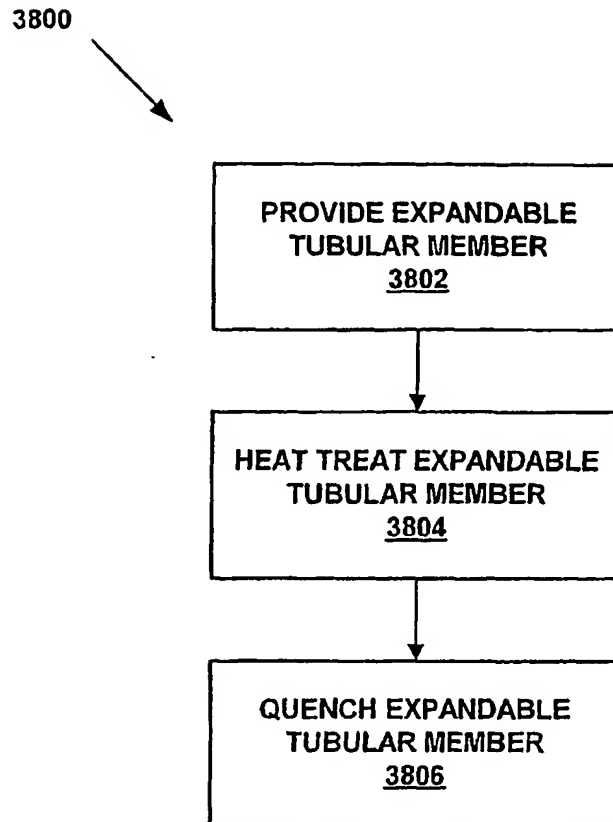 3800
PROVIDE EXPANDABLE
TUBULAR MEMBER
3802
HEAT TREAT EXPANDABLE
TUBULAR MEMBER
3804
QUENCH EXPANDABLE
TUBULAR MEMBER
3806